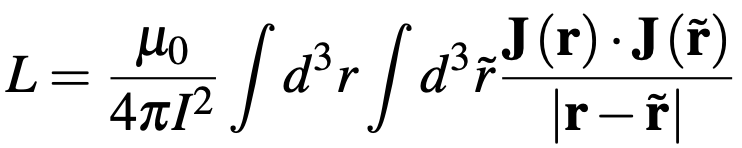 L = \frac{\mu_0}{4\pi I^2} \int d^3 r \int d^3 \tilde{r} \frac{\mathbf{J}(\mathbf{r}) \cdot \mathbf{J}(\tilde{\mathbf{r}})}{|\mathbf{r} - \tilde{\mathbf{r}}|}